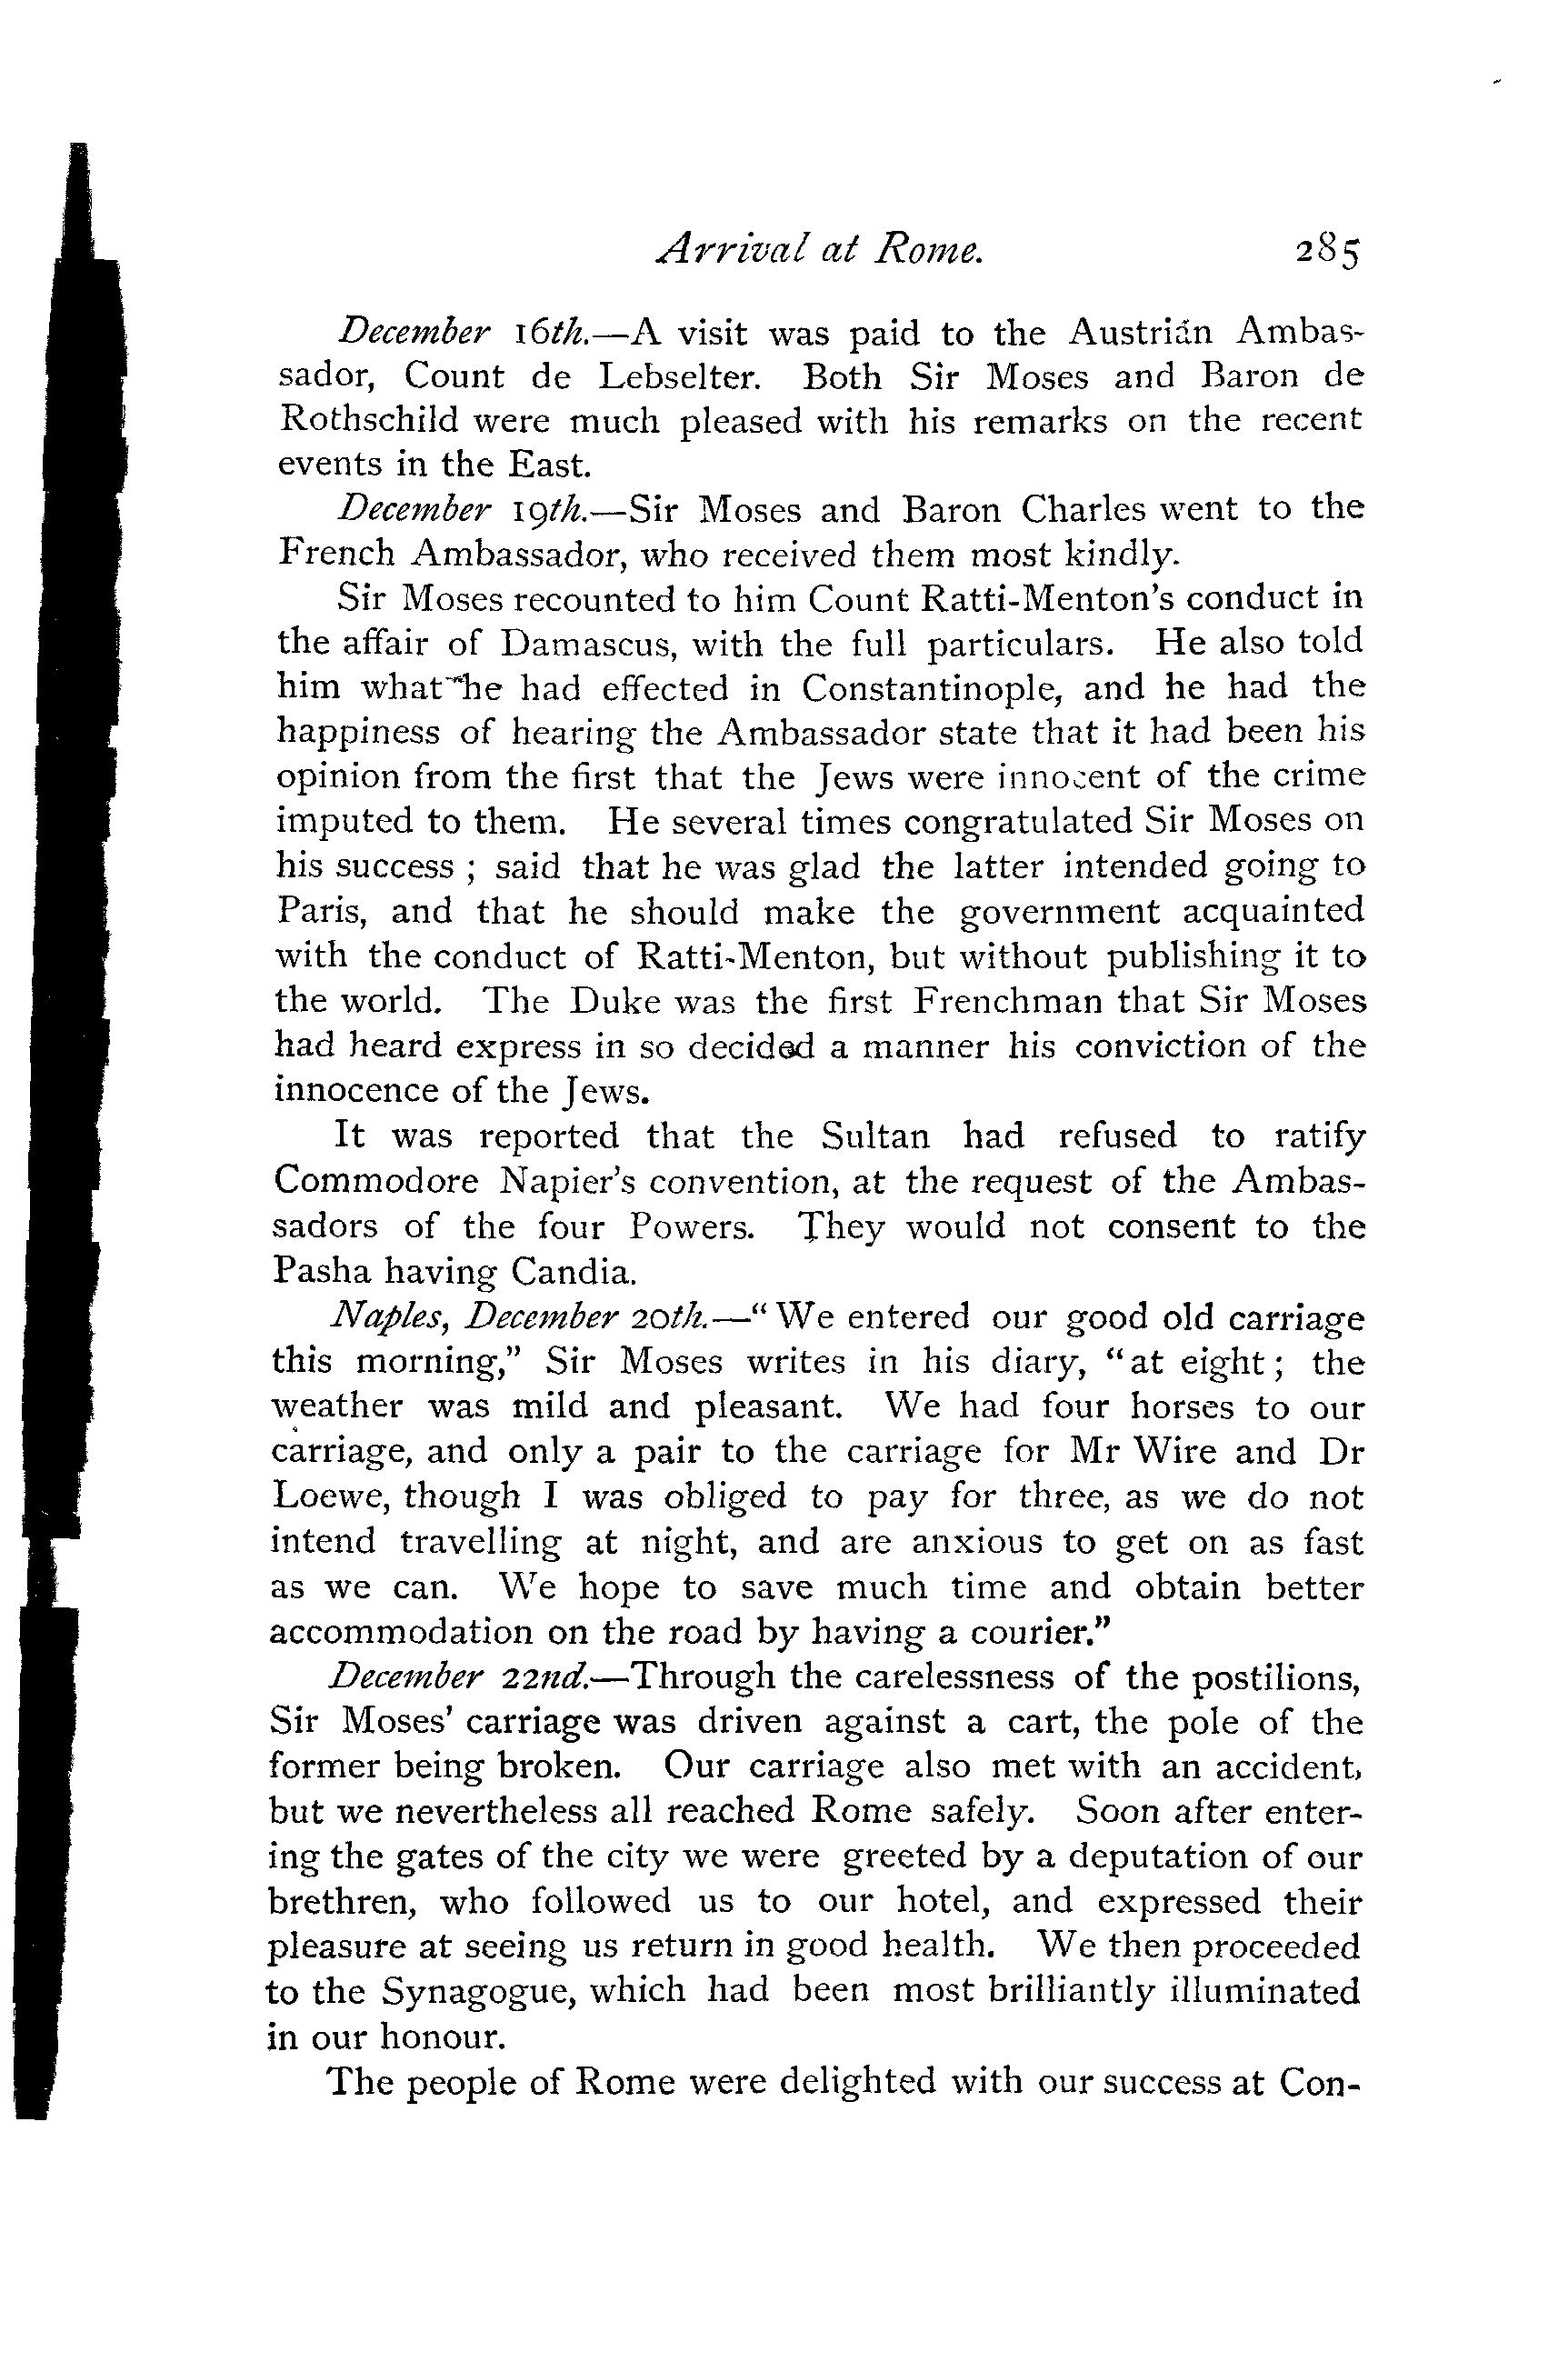 Arrival at Rome. 285
December 16th.—A visit was paid to the Austrian Ambas-
sador, Count de Lebselter. Both Sir Moses and Baron de
Rothschild were much pleased with his remarks on the recent
events in the East.
December 19th.—Sir Moses and Baron Charles went to the
French Ambassador, who received them most kindly.
Sir Moses recounted to him Count Ratti-Menton's conduct in
the affair of Damascus, with the full particulars. He also told
him what he had effected in Constantinople, and he had the
happiness of hearing the Ambassador state that it had been his
opinion from the first that the Jews were innocent of the crime
imputed to them. He several times congratulated Sir Moses on
his success ; said that he was glad the latter intended going to
Paris, and that he should make the government acquainted
with the conduct of Ratti-Menton, but without publishing it to
the world. The Duke was the first Frenchman that Sir Moses
had heard express in so decided a manner his conviction of the
innocence of the Jews.
It was reported that the Sultan had refused to ratify
Commodore Napier's convention, at the request of the Ambas-
sadors of the four Powers. They would not consent to the
Pasha having Candia.
Naples, December 20th.—"We entered our good old carriage
this morning," Sir Moses writes in his diary, "at eight; the
weather was mild and pleasant. We had four horses to our
carriage, and only a pair to the carriage for Mr Wire and Dr
Loewe, though I was obliged to pay for three, as we do not
intend travelling at night, and are anxious to get on as fast
as we can. We hope to save much time and obtain better
accommodation on the road by having a courier."
December 22nd.—Through the carelessness of the postilions,
Sir Moses' carriage was driven against a cart, the pole of the
former being broken. Our carriage also met with an accident,
but we nevertheless all reached Rome safely. Soon after enter-
ing the gates of the city we were greeted by a deputation of our
brethren, who followed us to our hotel, and expressed their
pleasure at seeing us return in good health. We then proceeded
to the Synagogue, which had been most brilliantly illuminated
in our honour.
The people of Rome were delighted with our success at Con-